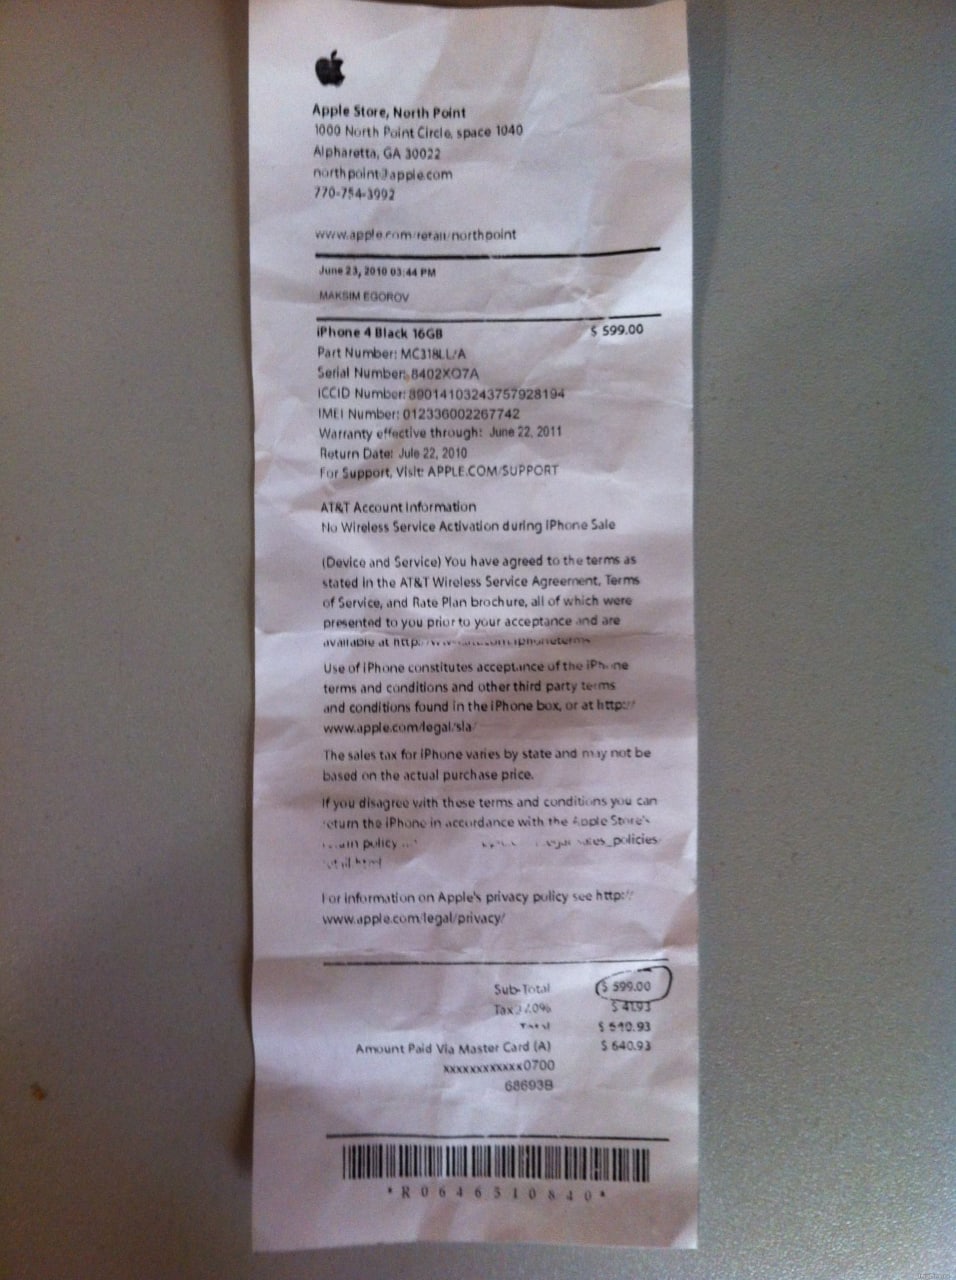 Apple Store, North Point
1000 North Point Circle, space 1040
Alpharetta, GA 30022
northpoint@apple.com
770-754-3992
www.apple.com/retail/northpoint
June 23, 2010 03:44 PM
MAKSIM EGOROV
iPhone 4 Black 16GB $ 599.00
Part Number: MC318LL/A
Serial Number: 8402XO7A
ICCID Number: 89014103243757928194
IMEI Number: 012336002267742
Warranty effective through: June 22, 2011
Return Date: Jule 22, 2010
For Support, Visit: APPLE.COM/SUPPORT
AT&T Account Information
No Wireless Service Activation during iPhone Sale
(Device and Service) You have agreed to the terms as
stated in the AT&T Wireless Service Agreement, Terms
of Service, and Rate Plan brochure, all of which were
presented to you prior to your acceptance and are
available at
Use of iPhone constitutes acceptance of the iPhone
terms and conditions and other third party terms
and conditions found in the iPhone box, or at http://
www.apple.com/legal/sla/
The sales tax for iPhone varies by state and may not be
based on the actual purchase price.
If you disagree with these terms and conditions you can
return the iPhone in accordance with the Apple Store's
return policy sales_policies
For information on Apple's privacy policy see http://
www.apple.com/legal/privacy/
Sub-Total $ 599.00
Tax $ 41.93
Total $ 640.93
Amount Paid Via Master Card (A) $ 640.93
xxxxxxxxxxxx0700
68693B
*R0646510840*